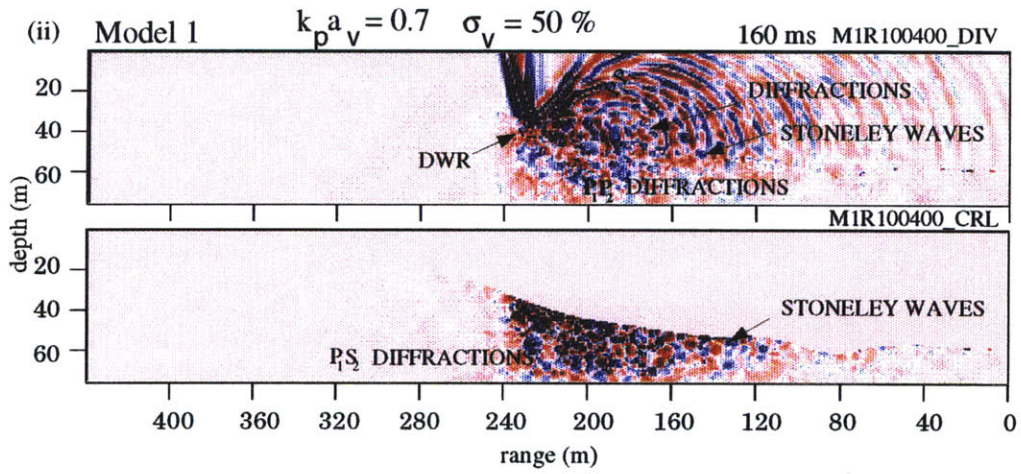 (ii) Model 1 kpav = 0.7 σv = 50 % 160 ms M1R100400_DIV
20
40
60
DIFFRACTIONS
STONELEY WAVES
DWR
P1P2 DIFFRACTIONS
depth (m)
M1R100400_CRL
20
40
60
STONELEY WAVES
P1S2 DIFFRACTIONS
400 360 320 280 240 200 160 120 80 40 0
range (m)